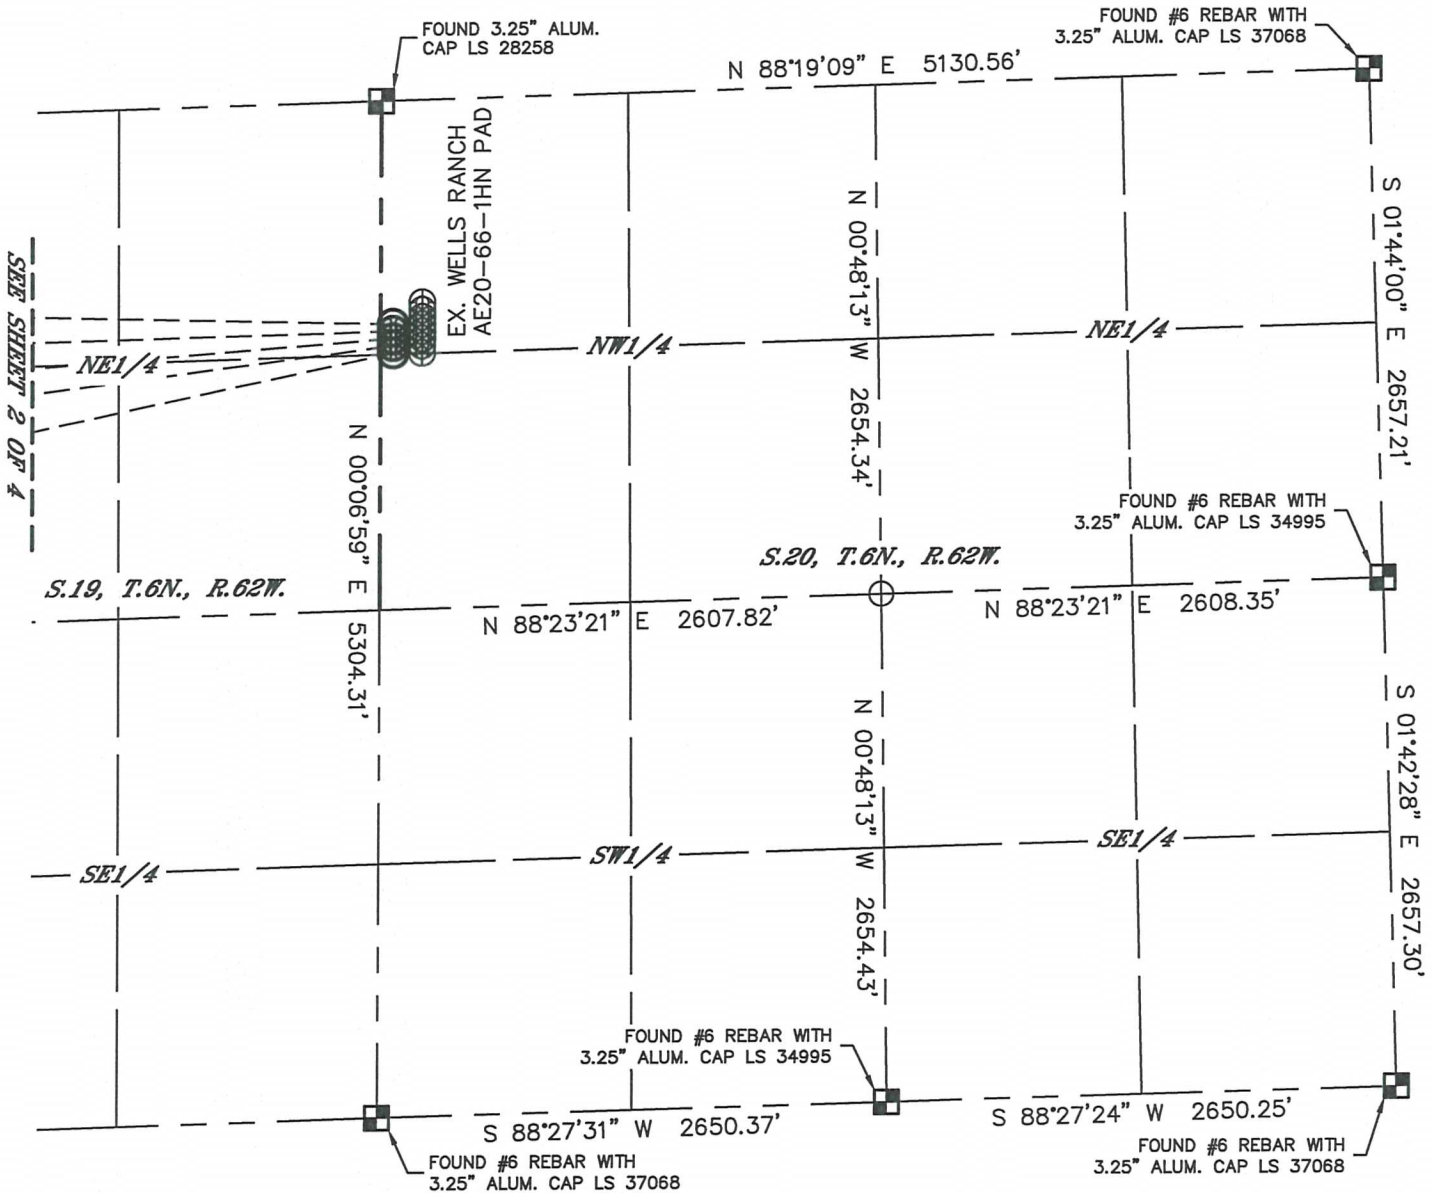 FOUND 3.25" ALUM.
CAP LS 28258
FOUND #6 REBAR WITH
3.25" ALUM. CAP LS 37068
N 88°19'09" E 5130.56'
EX. WELLS RANCH
AE20-66-1HN PAD
N 00°48'13" W 2654.34'
S 01°44'00" E 2657.21'
SEE SHEET 2 OF 4
NE1/4
NW1/4
NE1/4
N 00°06'59" E 5304.31'
FOUND #6 REBAR WITH
3.25" ALUM. CAP LS 34995
S.19, T.6N., R.62W.
S.20, T.6N., R.62W.
N 88°23'21" E 2607.82'
N 88°23'21" E 2608.35'
N 00°48'13" W 2654.43'
S 01°42'28" E 2657.30'
SE1/4
SW1/4
SE1/4
FOUND #6 REBAR WITH
3.25" ALUM. CAP LS 34995
S 88°27'31" W 2650.37'
S 88°27'24" W 2650.25'
FOUND #6 REBAR WITH
3.25" ALUM. CAP LS 37068
FOUND #6 REBAR WITH
3.25" ALUM. CAP LS 37068